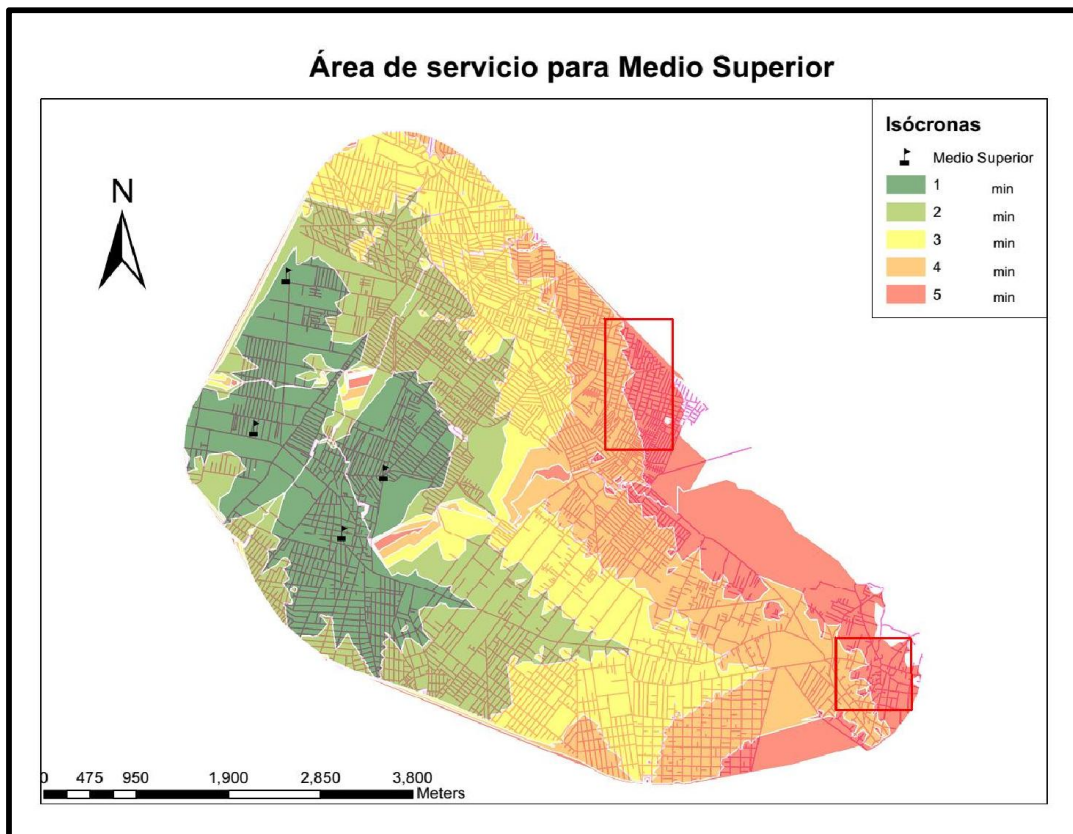 Área de servicio para Medio Superior
Isócronas
Medio Superior
1 min
2 min
3 min
4 min
5 min
N
0 475 950 1,900 2,850 3,800
Meters